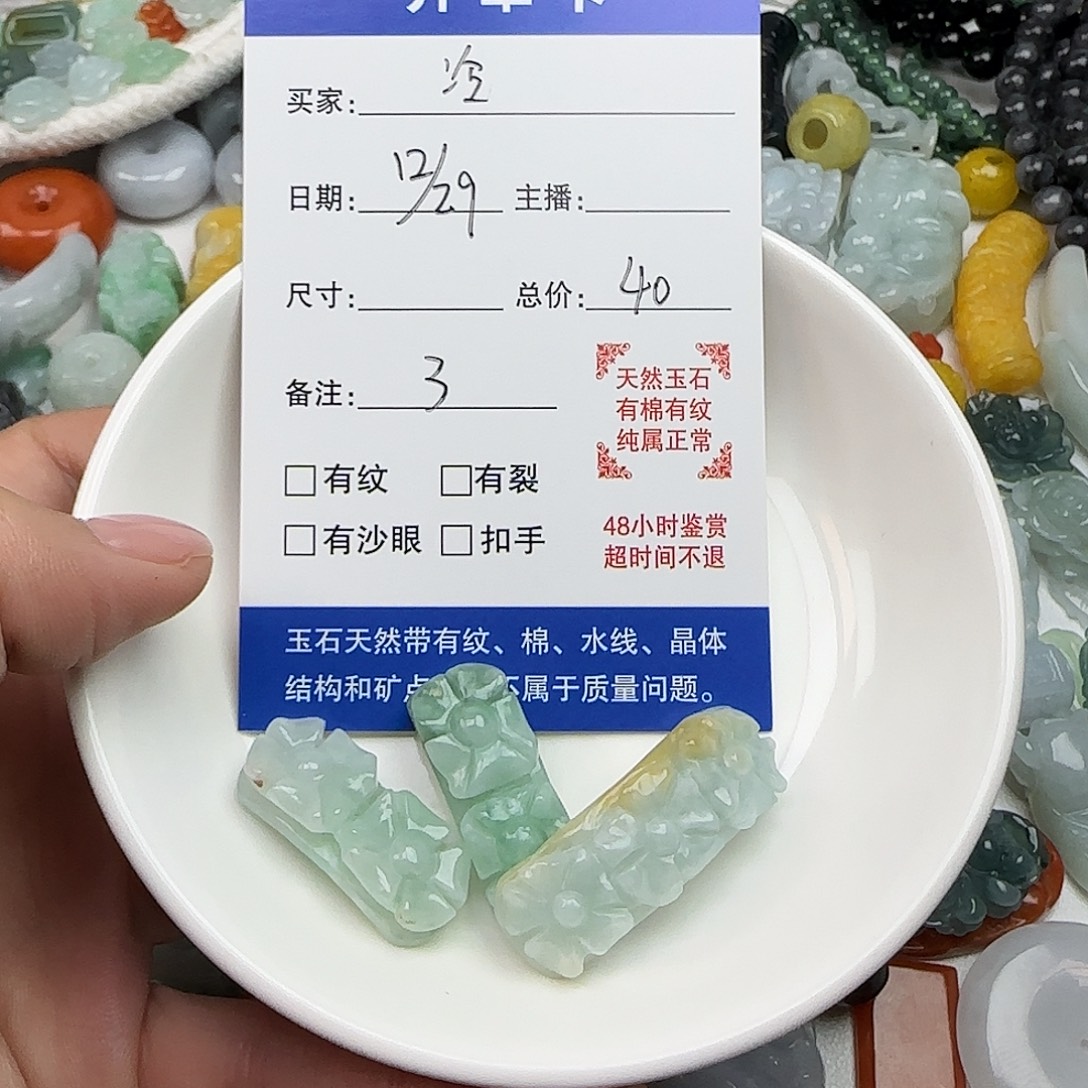 买家：
日期：12/29 主播：
尺寸： 总价：40
备注：3
天然玉石
有棉有纹
纯属正常
□有纹 □有裂
□有沙眼 □扣手
48小时鉴赏
超时间不退
玉石天然带有纹、棉、水线、晶体
结构和矿点 不属于质量问题。